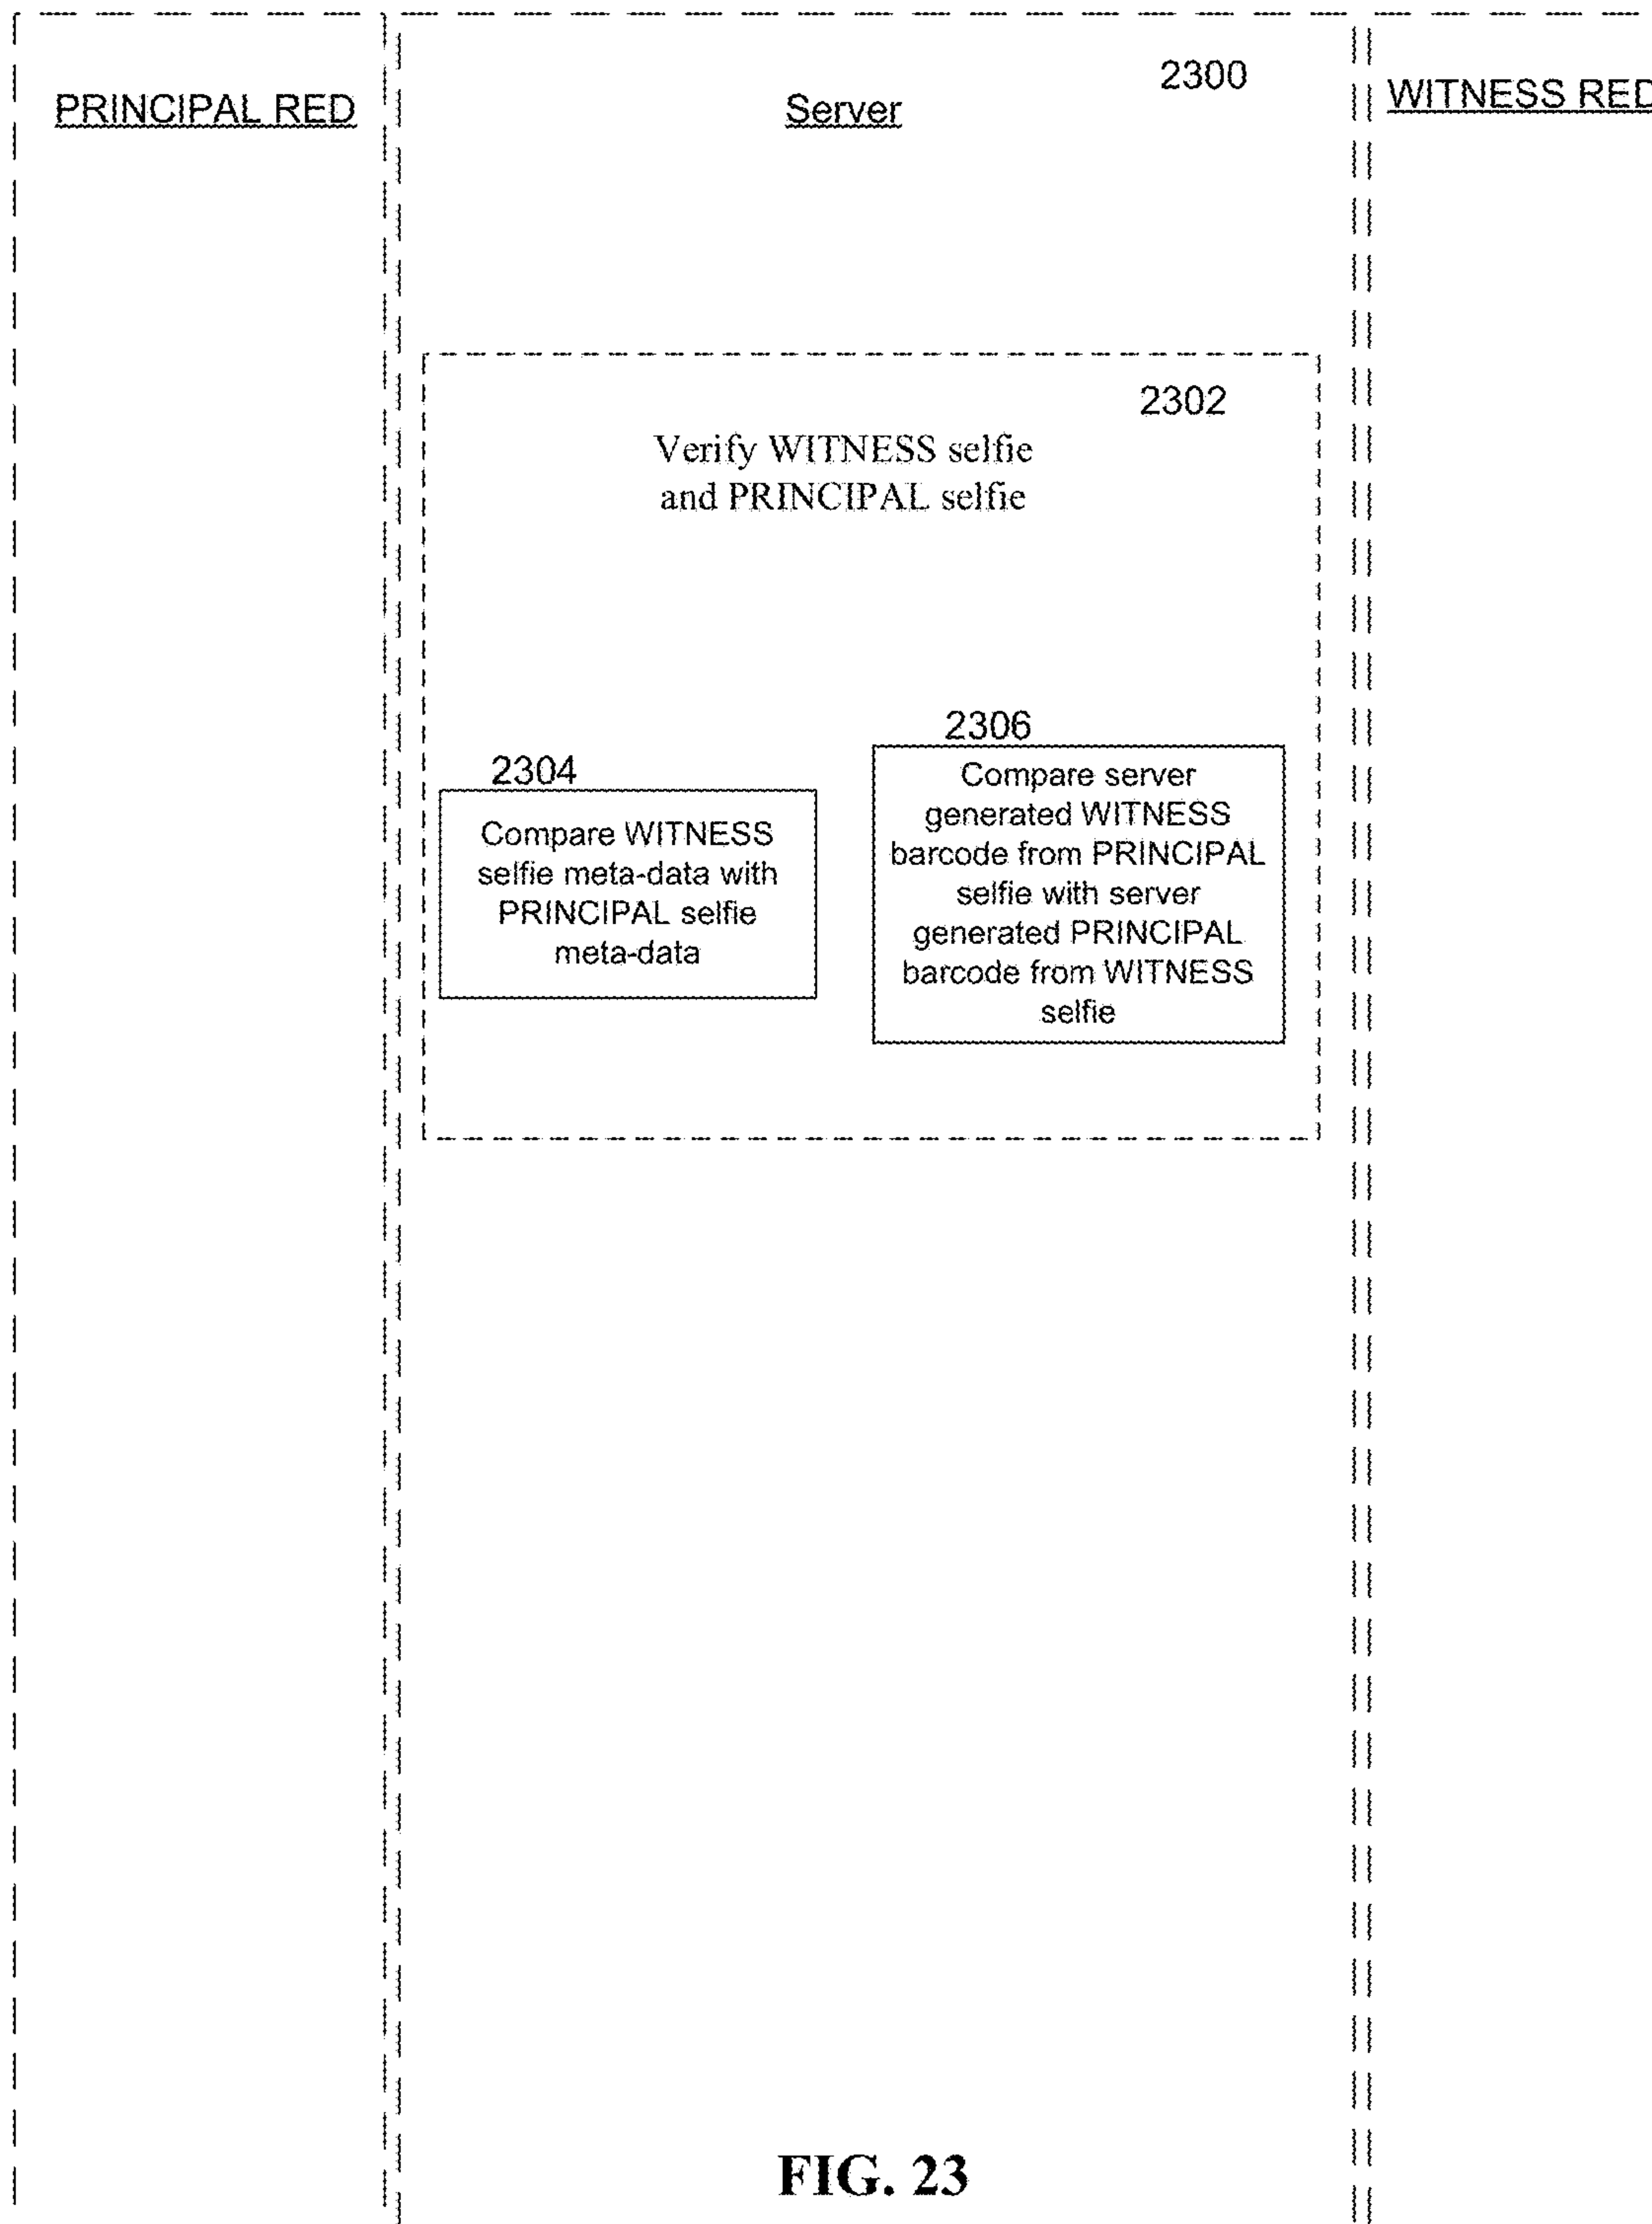 PRINCIPAL RED
Server
2300
WITNESS RED
2302
Verify WITNESS selfie
and PRINCIPAL selfie
2304
Compare WITNESS
selfie meta-data with
PRINCIPAL selfie
meta-data
2306
Compare server
generated WITNESS
barcode from PRINCIPAL
selfie with server
generated PRINCIPAL
barcode from WITNESS
selfie
FIG. 23